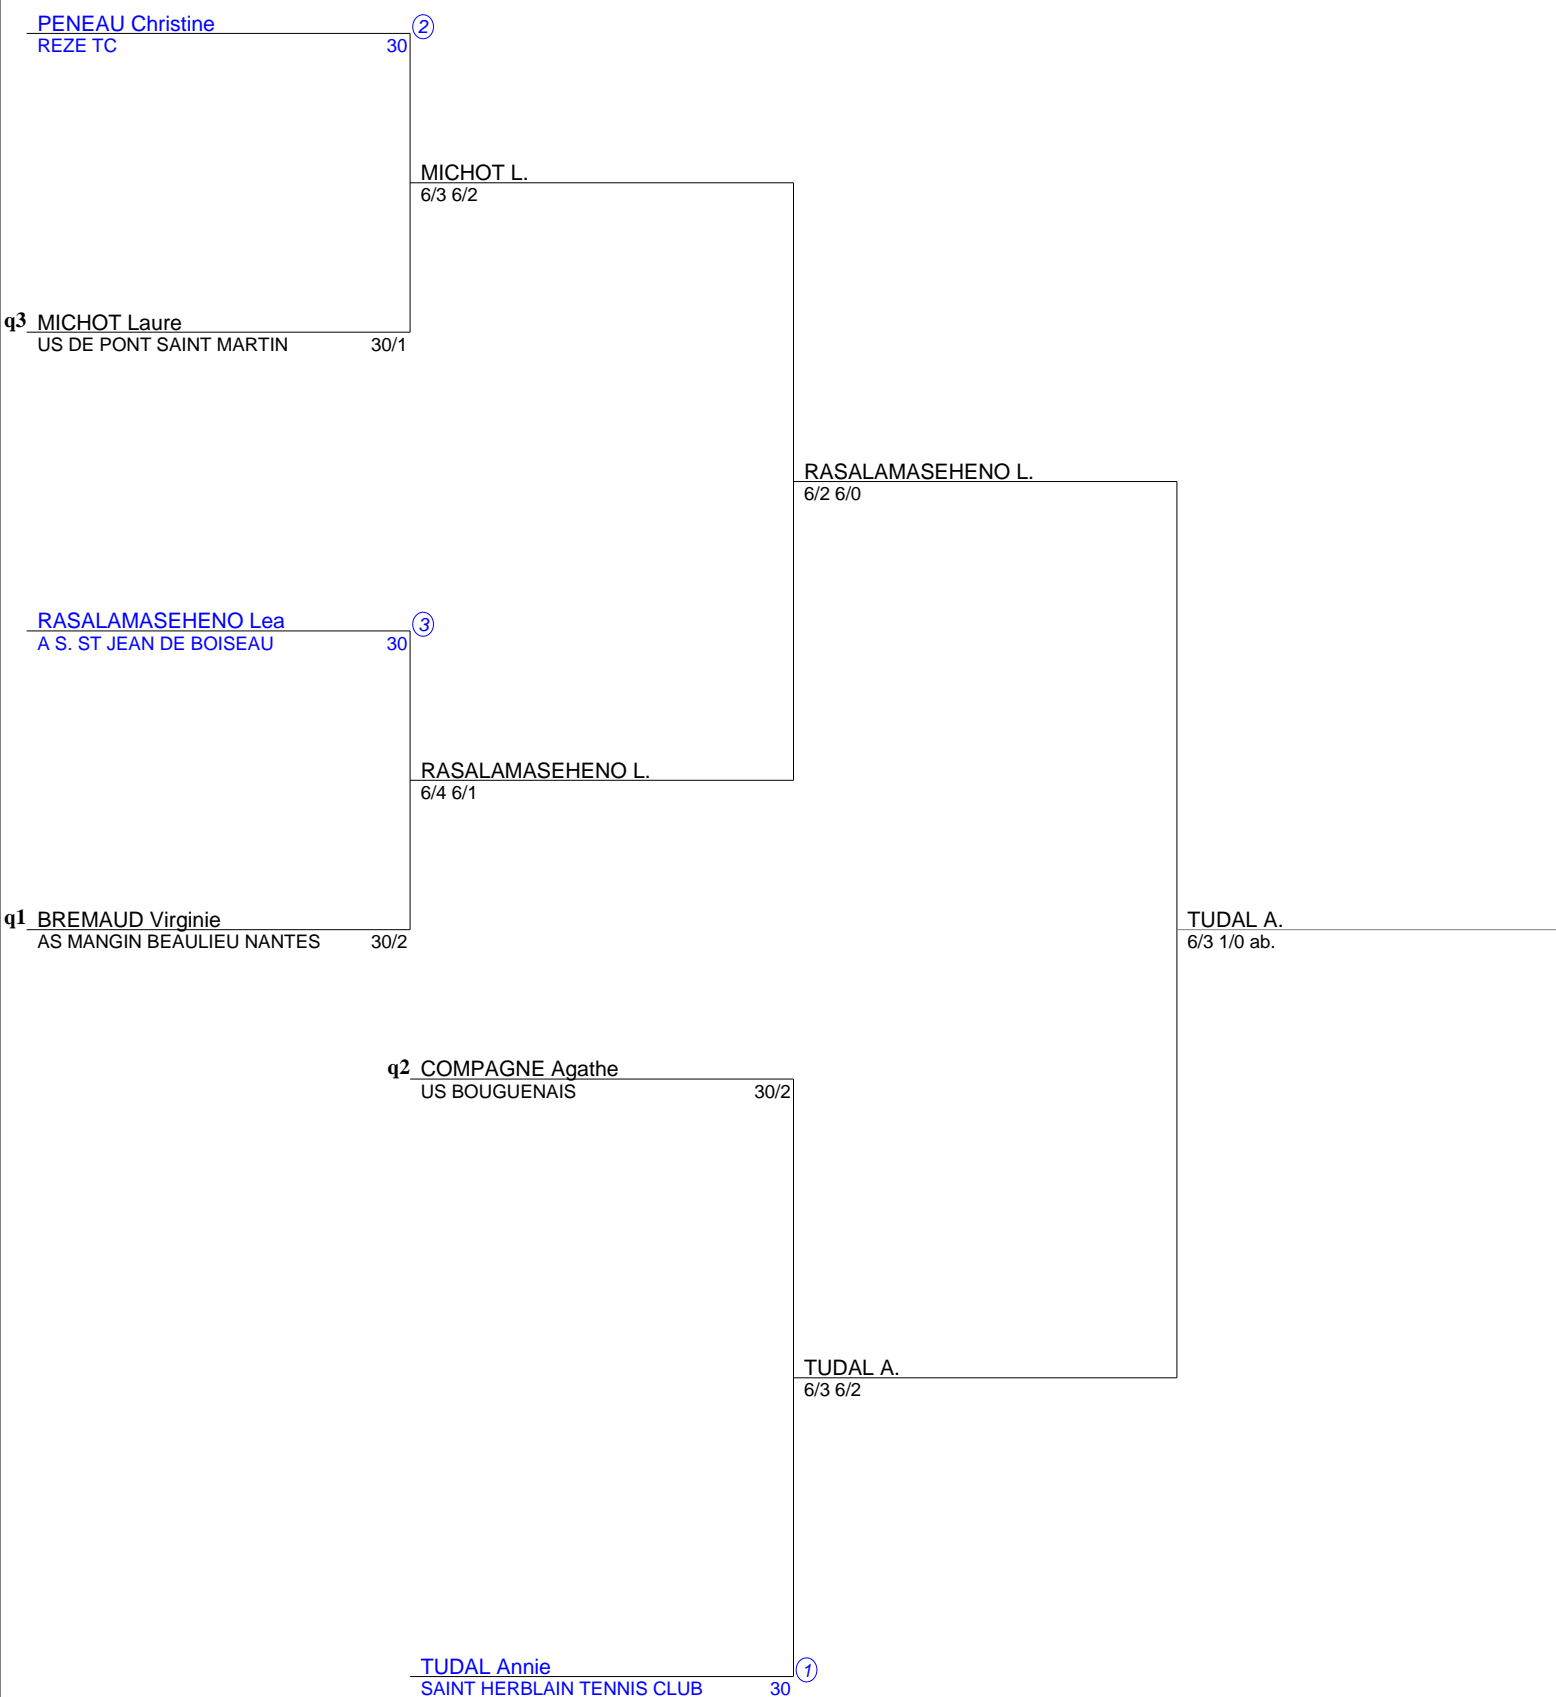 PENEAU Christine 2
REZE TC 30
MICHOT L.
6/3 6/2
q3 MICHOT Laure
US DE PONT SAINT MARTIN 30/1
RASALAMASEHENO L.
6/2 6/0
RASALAMASEHENO Lea 3
A S. ST JEAN DE BOISEAU 30
RASALAMASEHENO L.
6/4 6/1
q1 BREMAUD Virginie
AS MANGIN BEAULIEU NANTES 30/2
TUDAL A.
6/3 1/0 ab.
q2 COMPAGNE Agathe
US BOUGUENAIS 30/2
TUDAL A.
6/3 6/2
TUDAL Annie 1
SAINT HERBLAIN TENNIS CLUB 30